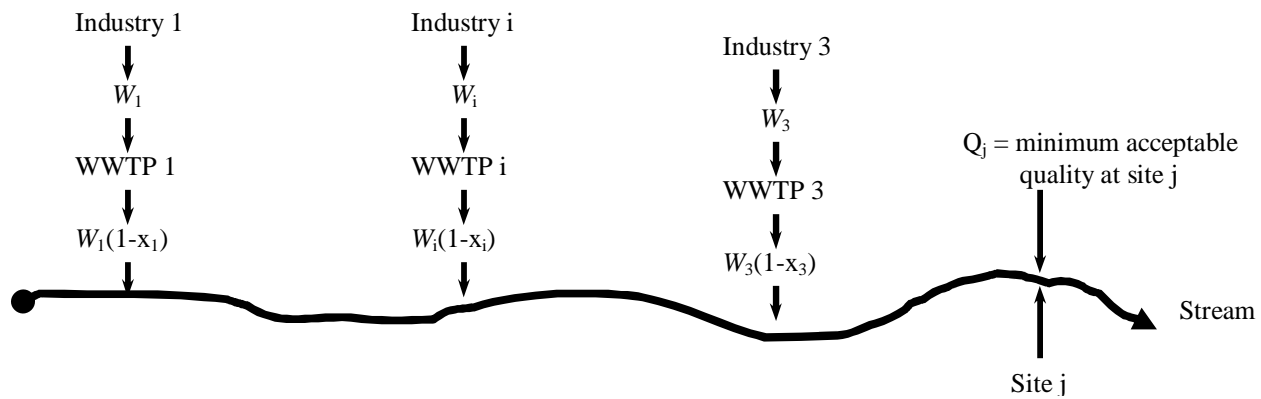 Industry 1
W₁
WWTP 1
W₁(1-x₁)
Industry i
Wᵢ
WWTP i
Wᵢ(1-xᵢ)
Industry 3
W₃
WWTP 3
W₃(1-x₃)
Qⱼ = minimum acceptable
quality at site j
Stream
Site j